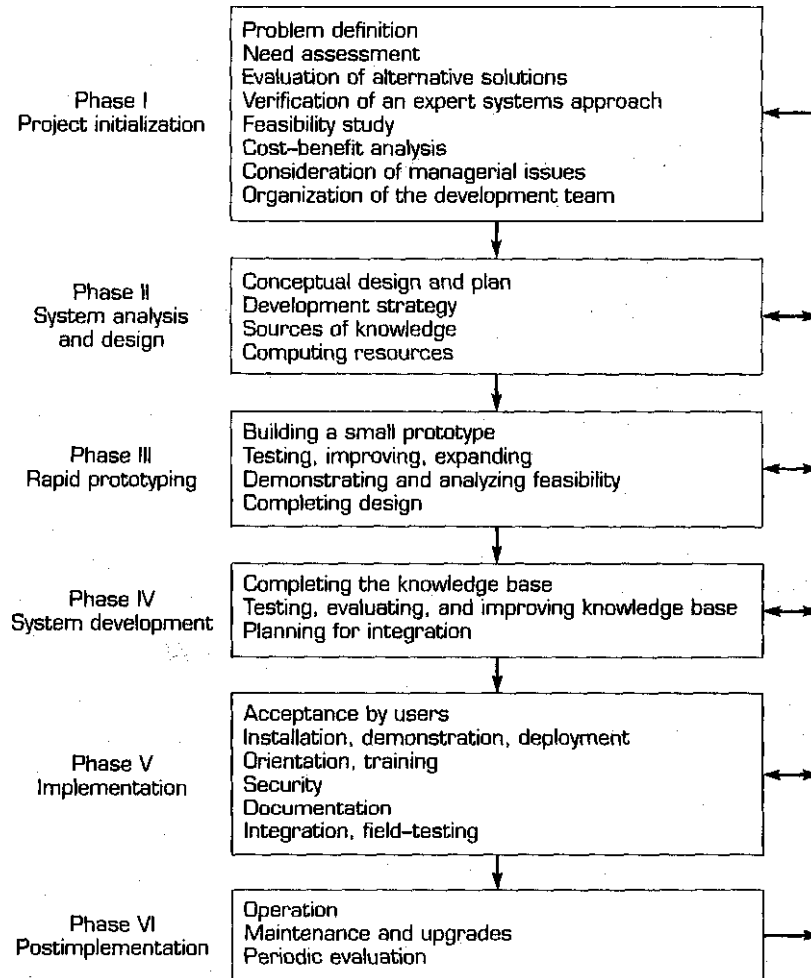 Phase I
Project initialization
Problem definition
Need assessment
Evaluation of alternative solutions
Verification of an expert systems approach
Feasibility study
Cost–benefit analysis
Consideration of managerial issues
Organization of the development team
Phase II
System analysis
and design
Conceptual design and plan
Development strategy
Sources of knowledge
Computing resources
Phase III
Rapid prototyping
Building a small prototype
Testing, improving, expanding
Demonstrating and analyzing feasibility
Completing design
Phase IV
System development
Completing the knowledge base
Testing, evaluating, and improving knowledge base
Planning for integration
Phase V
Implementation
Acceptance by users
Installation, demonstration, deployment
Orientation, training
Security
Documentation
Integration, field–testing
Phase VI
Postimplementation
Operation
Maintenance and upgrades
Periodic evaluation